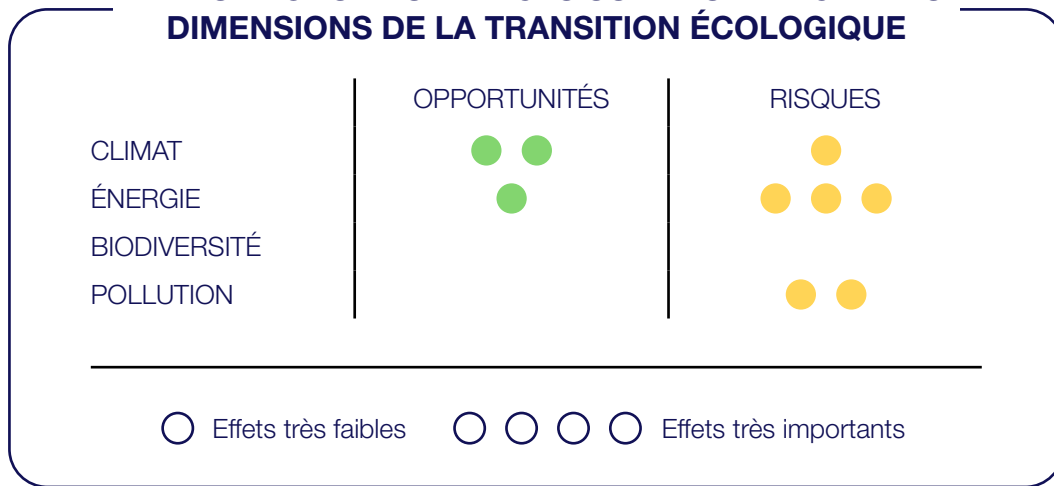 DIMENSIONS DE LA TRANSITION ÉCOLOGIQUE
OPPORTUNITÉS RISQUES
CLIMAT
ÉNERGIE
BIODIVERSITÉ
POLLUTION
Effets très faibles Effets très importants